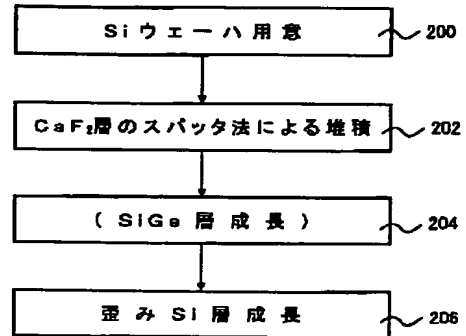 Siウェーハ用意 200
CaF₂層のスパッタ法による堆積 202
(SiGe層成長) 204
歪みSi層成長 206